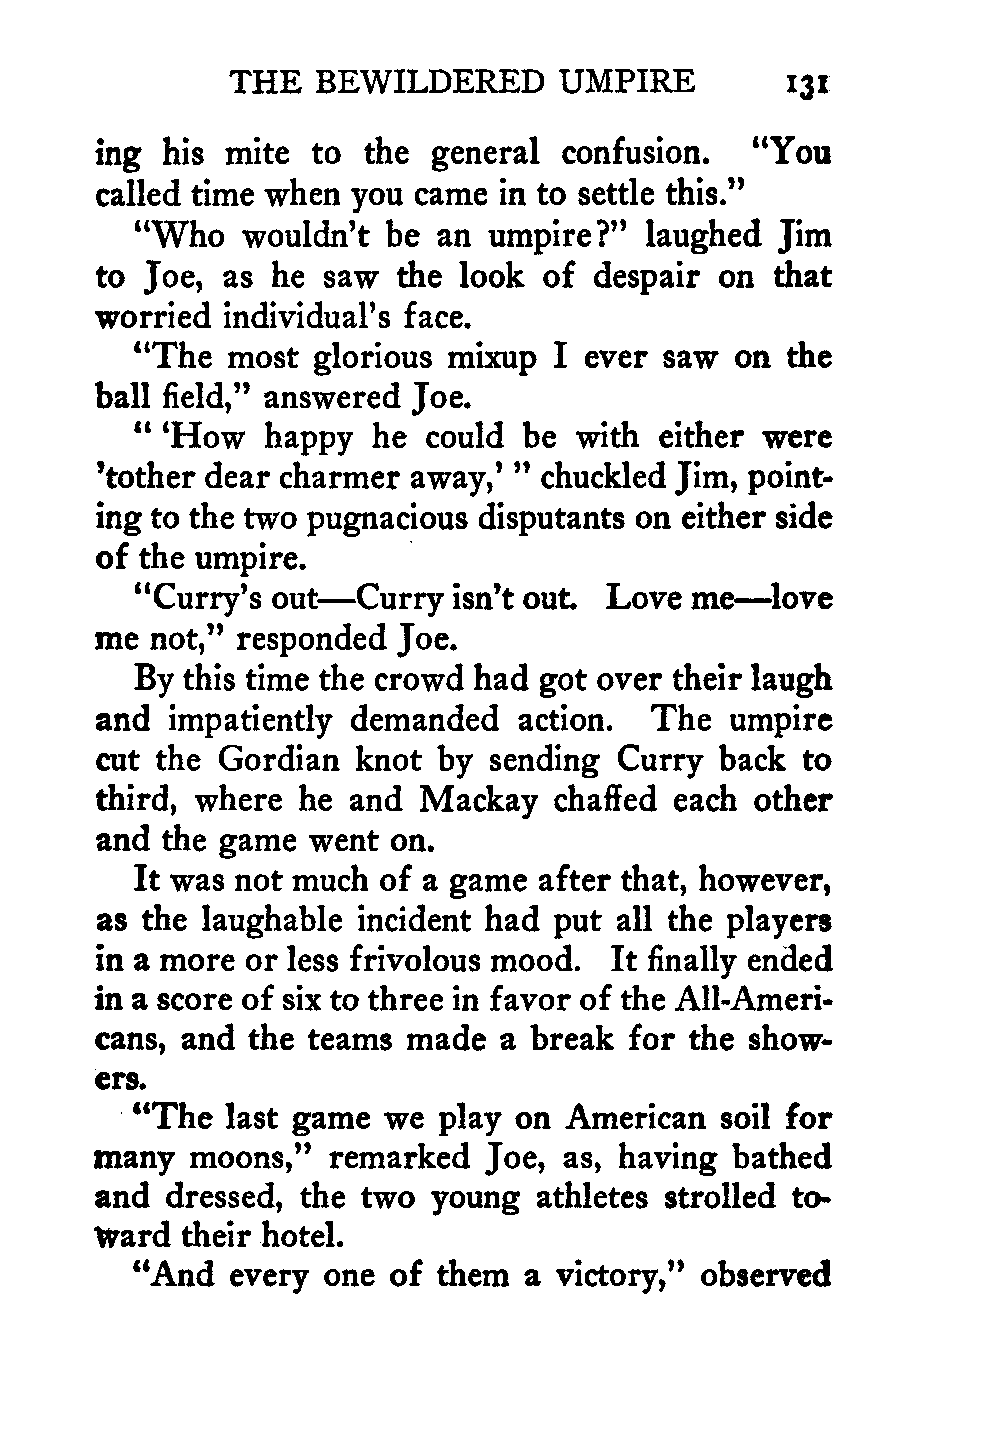 THE BEWILDERED UMPIRE 131
ing his mite to the general confusion. “You
called time when you came in to settle this.”
“Who wouldn’t be an umpire?” laughed Jim
to Joe, as he saw the look of despair on that
worried individual’s face.
“The most glorious mixup I ever saw on the
ball field,” answered Joe.
“ ‘How happy he could be with either were
’tother dear charmer away,’ ” chuckled Jim, point-
ing to the two pugnacious disputants on either side
of the umpire.
“Curry’s out—Curry isn’t out. Love me—love
me not,” responded Joe.
By this time the crowd had got over their laugh
and impatiently demanded action. The umpire
cut the Gordian knot by sending Curry back to
third, where he and Mackay chaffed each other
and the game went on.
It was not much of a game after that, however,
as the laughable incident had put all the players
in a more or less frivolous mood. It finally ended
in a score of six to three in favor of the All-Ameri-
cans, and the teams made a break for the show-
ers.
“The last game we play on American soil for
many moons,” remarked Joe, as, having bathed
and dressed, the two young athletes strolled to-
ward their hotel.
“And every one of them a victory,” observed